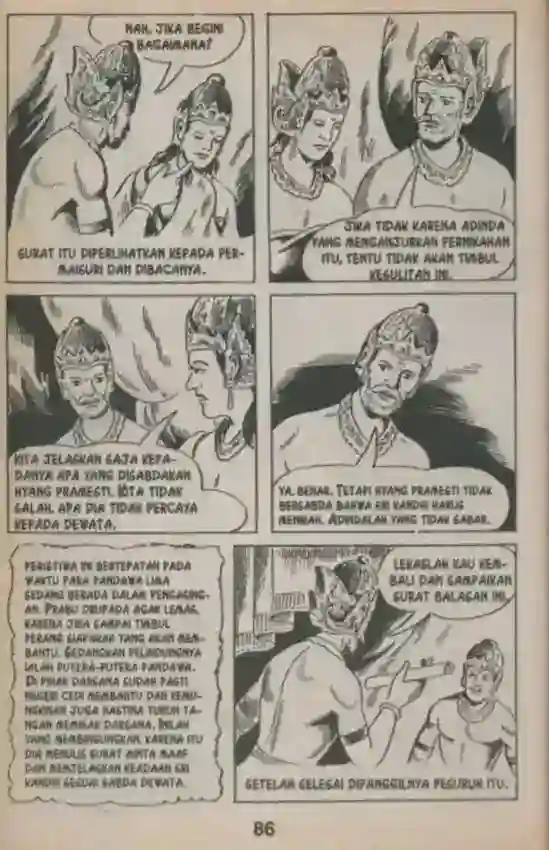 NAH, JIKA BEGINI
BAGAIMANA?
SURAT ITU DIPERLIHATKAN KEPADA PER-
MAISURI DAN DIBACANYA.
JIKA TIDAK KARENA ADINDA
YANG MENGANJURKAN PERNIKAHAN
ITU, TENTU TIDAK AKAN TIMBUL
KESULITAN INI.
KITA JELASKAN SAJA KEPA-
DANYA APA YANG DISABDAKAN
HYANG PRAMESTI. KITA TIDAK
SALAH. APA DIA TIDAK PERCAYA
KEPADA DEWATA.
YA, BENAR. TETAPI HYANG PRAMESTI TIDAK
BERSABDA BAHWA SRI KANDHI HARUS
MENIKAH. ADINDALAH YANG TIDAK SABAR.
PERISTIWA INI BERTEPATAN PADA
WAKTU PARA PANDAWA LIMA
SEDANG BERADA DALAM PENGASING-
AN. PRABU DRUPADA AGAK LEMAS,
KARENA JIKA SAMPAI TIMBUL
PERANG SIAPAKAH YANG AKAN MEM-
BANTU. SEDANGKAN PELINDUNGNYA
IALAH PUTERA-PUTERA PANDAWA.
DI PIHAK DARSANA SUDAH PASTI
NEGERI CEDI MEMBANTU DAN KEMU-
NGKINAN JUGA HASTINA TURUN TA-
NGAN MEMIHAK DARSANA. INILAH
YANG MEMBINGUNGKAN. KARENA ITU
DIA MENULIS SURAT MINTA MAAF
DAN MENJELASKAN KEADAAN SRI
KANDHI SESUAI SABDA DEWATA.
LEKASLAH KAU KEM-
BALI DAN SAMPAIKAN
SURAT BALASAN INI.
SETELAH SELESAI DIPANGGILNYA PESURUH ITU.
86